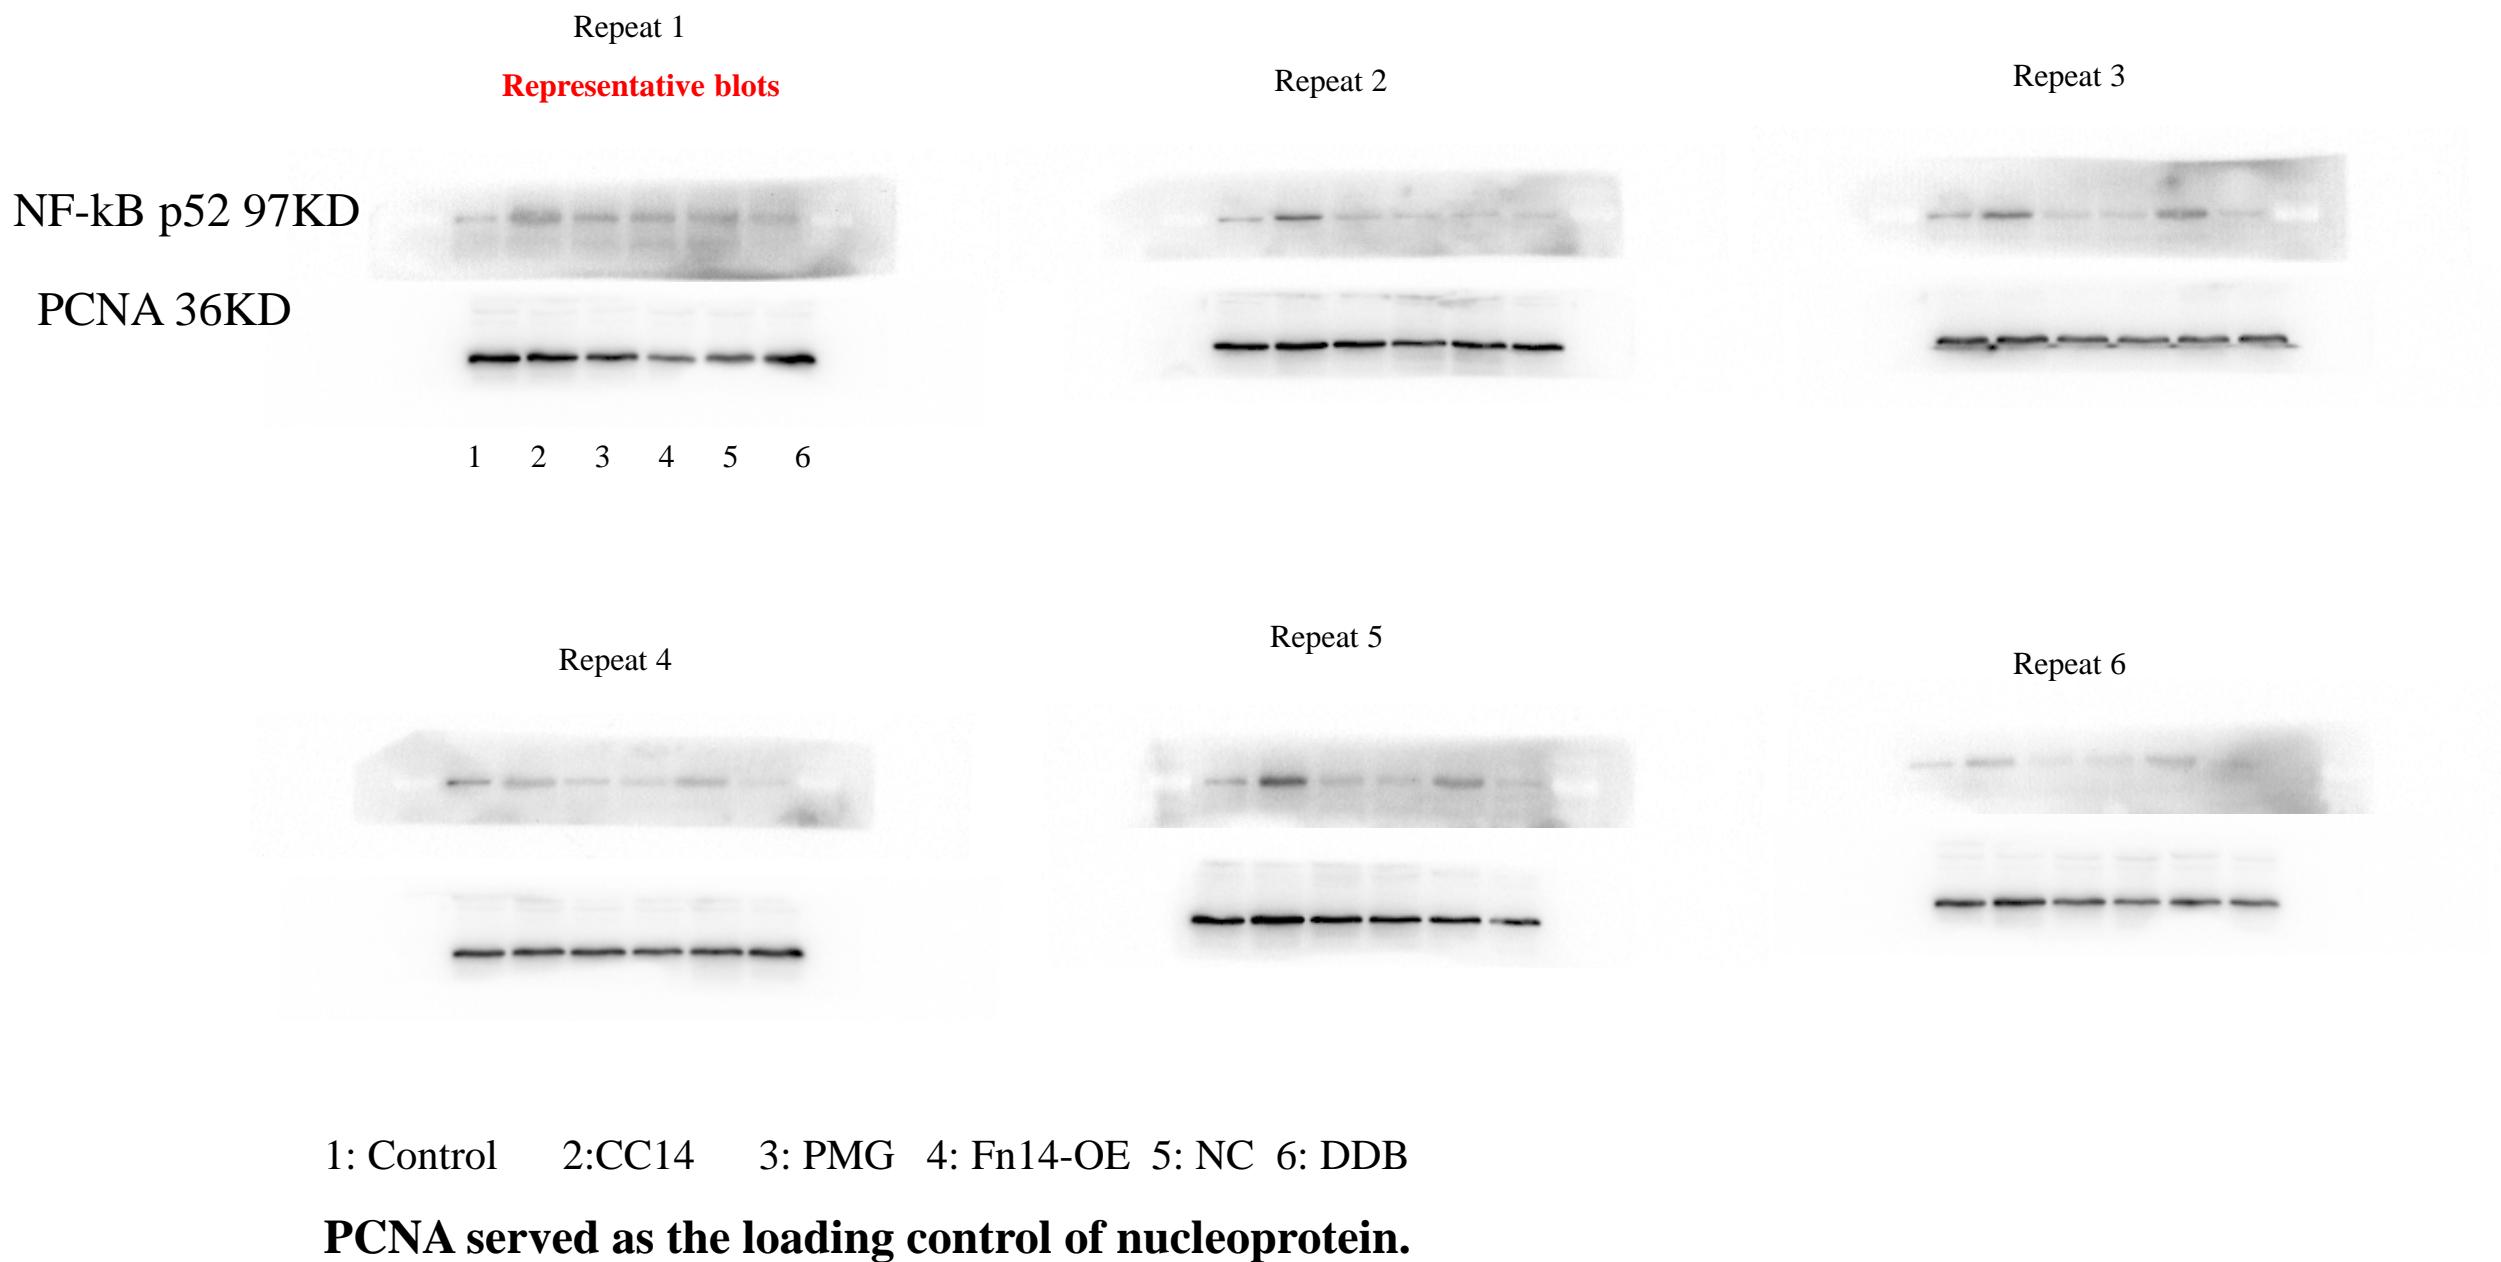 Repeat 1
Representative blots
Repeat 2
Repeat 3
NF-kB p52 97KD
PCNA 36KD
1 2 3 4 5 6
Repeat 4
Repeat 5
Repeat 6
1: Control 2:CC14 3: PMG 4: Fn14-OE 5: NC 6: DDB
PCNA served as the loading control of nucleoprotein.